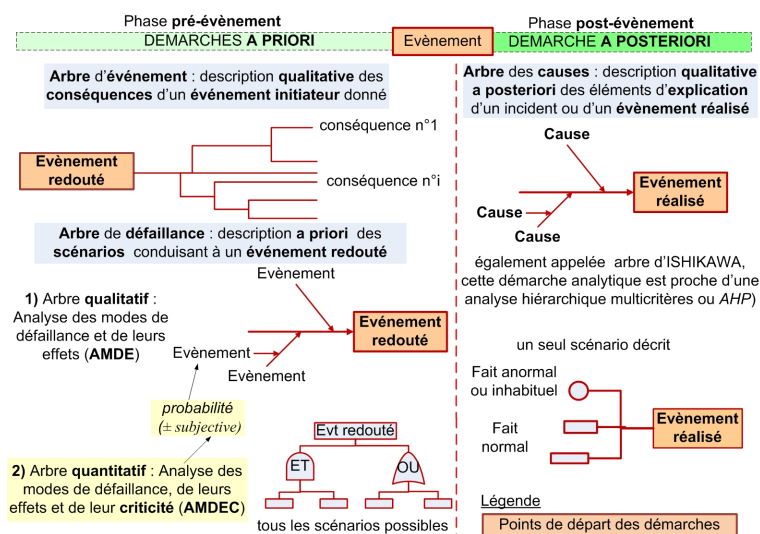 Phase pré-évènement
DEMARCHES A PRIORI
Evènement
Phase post-évènement
DEMARCHE A POSTERIORI
Arbre d'événement : description qualitative des
conséquences d'un événement initiateur donné
conséquence n°1
Evènement
redouté
conséquence n°i
Arbre de défaillance : description a priori des
scénarios conduisant à un événement redouté
Evènement
1) Arbre qualitatif :
Analyse des modes de
défaillance et de leurs
effets (AMDE)
Evénement
redouté
Evènement
Evènement
probabilité
(± subjective)
2) Arbre quantitatif : Analyse des
modes de défaillance, de leurs
effets et de leur criticité (AMDEC)
Evt redouté
ET
OU
tous les scénarios possibles
Arbre des causes : description qualitative
a posteriori des éléments d'explication
d'un incident ou d'un évènement réalisé
Cause
Evénement
réalisé
Cause
Cause
également appelée arbre d'ISHIKAWA,
cette démarche analytique est proche d'une
analyse hiérarchique multicritères ou AHP)
un seul scénario décrit
Fait anormal
ou inhabituel
Fait
normal
Evènement
réalisé
Légende
Points de départ des démarches